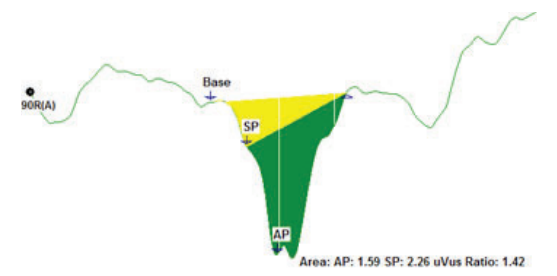 Base
90R(A)
SP
AP
Area: AP: 1.59 SP: 2.26 uVus Ratio: 1.42